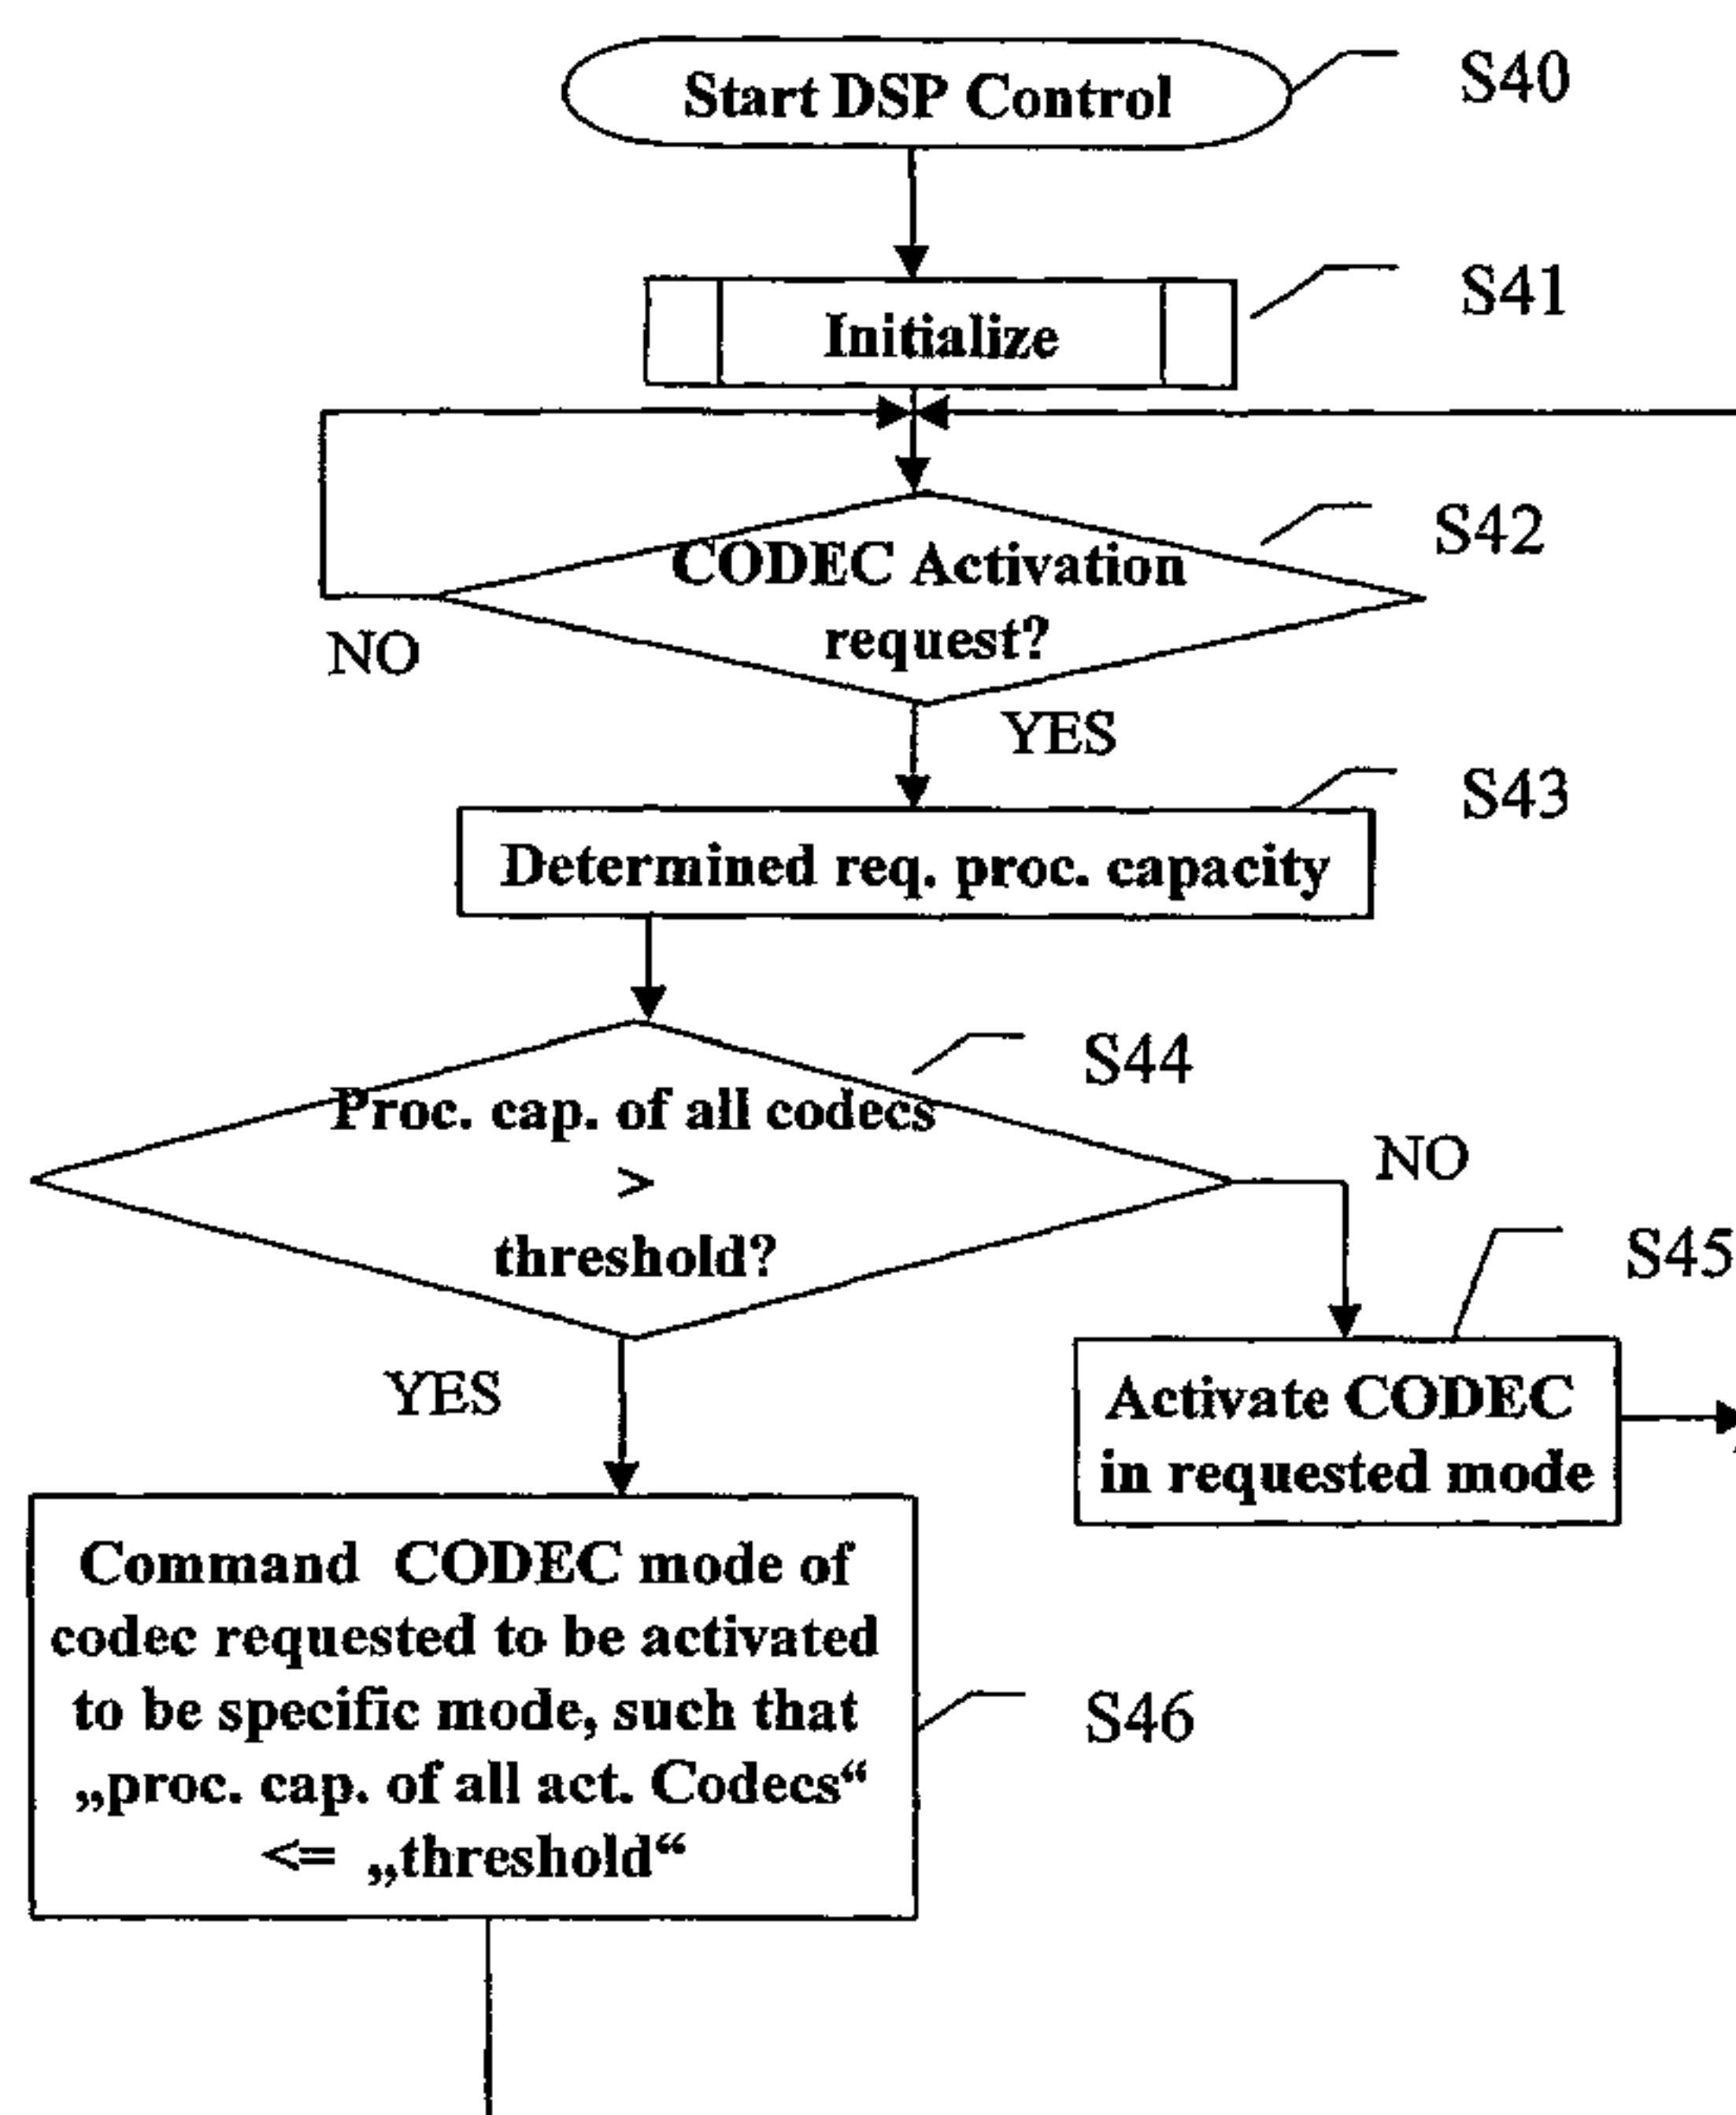 Start DSP Control
S40
Initialize
S41
CODEC Activation
request?
S42
NO
YES
Determined req. proc. capacity
S43
Proc. cap. of all codecs
>
threshold?
S44
NO
YES
Activate CODEC
in requested mode
S45
Command CODEC mode of
codec requested to be activated
to be specific mode, such that
„proc. cap. of all act. Codecs“
<= „threshold“
S46